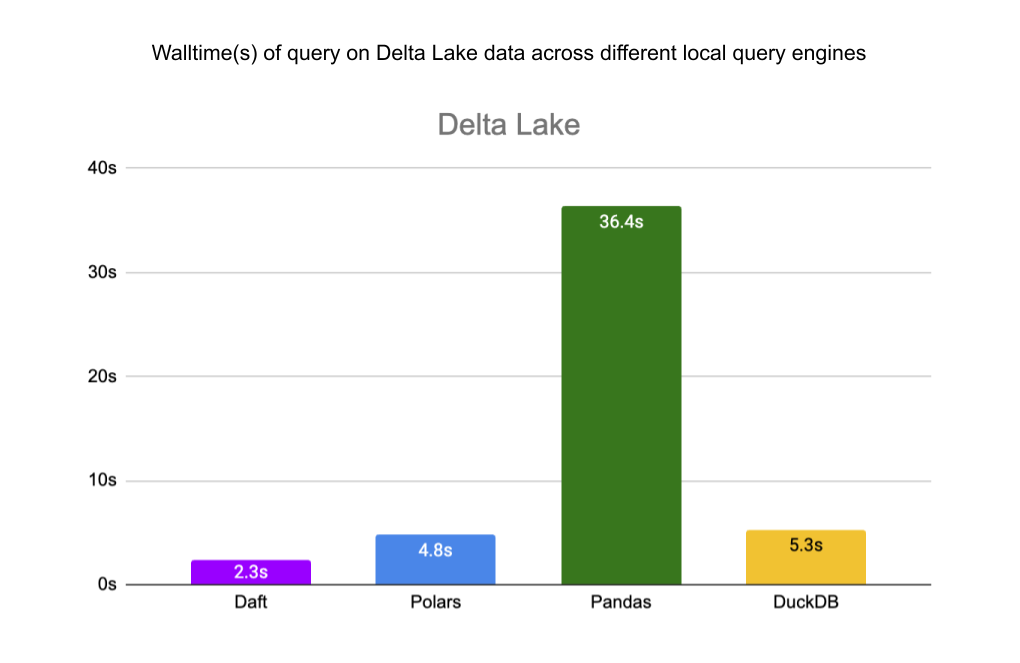 Walltime(s) of query on Delta Lake data across different local query engines
Delta Lake
40s
30s
20s
10s
0s
36.4s
5.3s
4.8s
2.3s
Daft Polars Pandas DuckDB